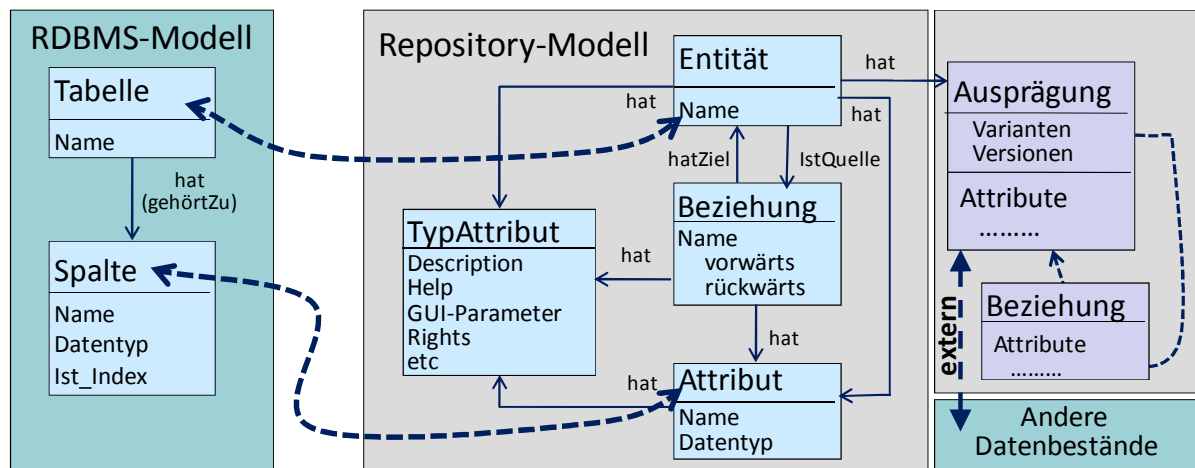 RDBMS-Modell
Tabelle
Name
hat
(gehörtZu)
Spalte
Name
Datentyp
Ist_Index
Repository-Modell
Entität
Name
hat
hat
hat
hatZiel
IstQuelle
TypAttribut
Description
Help
GUI-Parameter
Rights
etc
hat
Beziehung
Name
vorwärts
rückwärts
hat
hat
Attribut
Name
Datentyp
Ausprägung
Varianten
Versionen
Attribute
………
Beziehung
Attribute
………
extern
Andere
Datenbestände